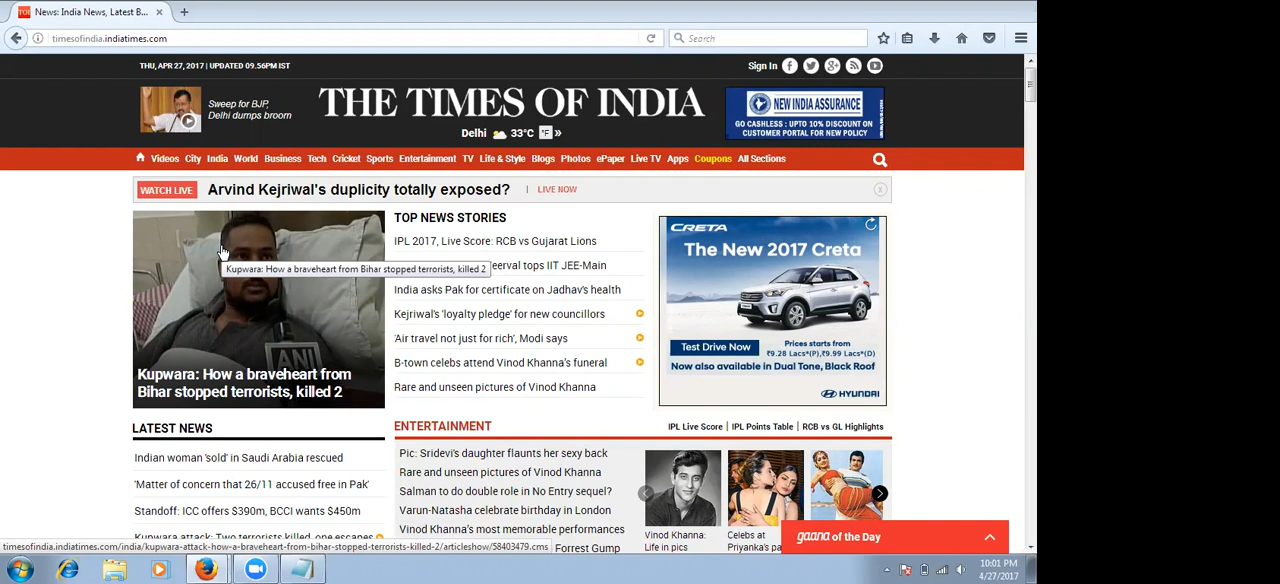 News: India News, Latest B...
timesofindia.indiatimes.com
Search
THU, APR 27, 2017 | UPDATED 09.56PM IST
Sign In
Sweep for BJP,
Delhi dumps broom
THE TIMES OF INDIA
Delhi 33°C °F »
NEW INDIA ASSURANCE
GO CASHLESS : UPTO 10% DISCOUNT ON
CUSTOMER PORTAL FOR NEW POLICY
Videos City India World Business Tech Cricket Sports Entertainment TV Life & Style Blogs Photos ePaper Live TV Apps Coupons All Sections
WATCH LIVE Arvind Kejriwal's duplicity totally exposed? | LIVE NOW
ANI
Kupwara: How a braveheart from
Bihar stopped terrorists, killed 2
Kupwara: How a braveheart from Bihar stopped terrorists, killed 2
TOP NEWS STORIES
IPL 2017, Live Score: RCB vs Gujarat Lions
eerval tops IIT JEE-Main
India asks Pak for certificate on Jadhav's health
Kejriwal's 'loyalty pledge' for new councillors
'Air travel not just for rich', Modi says
B-town celebs attend Vinod Khanna's funeral
Rare and unseen pictures of Vinod Khanna
CRETA
The New 2017 Creta
Test Drive Now
Prices starts from
₹9.28 Lacs*(P),₹9.99 Lacs*(D)
Now also available in Dual Tone, Black Roof
HYUNDAI
LATEST NEWS
Indian woman 'sold' in Saudi Arabia rescued
'Matter of concern that 26/11 accused free in Pak'
Standoff: ICC offers $390m, BCCI wants $450m
Kupwara attack: Two terrorists killed, one escapes
ENTERTAINMENT
IPL Live Score | IPL Points Table | RCB vs GL Highlights
Pic: Sridevi's daughter flaunts her sexy back
Rare and unseen pictures of Vinod Khanna
Salman to do double role in No Entry sequel?
Varun-Natasha celebrate birthday in London
Vinod Khanna's most memorable performances
Forrest Gump
Vinod Khanna:
Life in pics
Celebs at
Priyanka's pa
gaana of the Day
timesofindia.indiatimes.com/india/kupwara-attack-how-a-braveheart-from-bihar-stopped-terrorists-killed-2/articleshow/58403479.cms
10:01 PM
4/27/2017